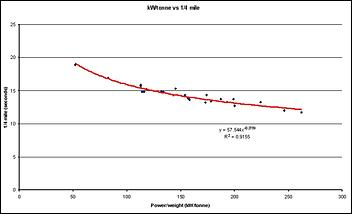 kW/tonne vs 1/4 mile
25
20
15
10
5
0
1/4 mile (seconds)
y = 57.544x
R² = 0.9155
0
50
100
150
200
250
300
Power/weight (kW/tonne)